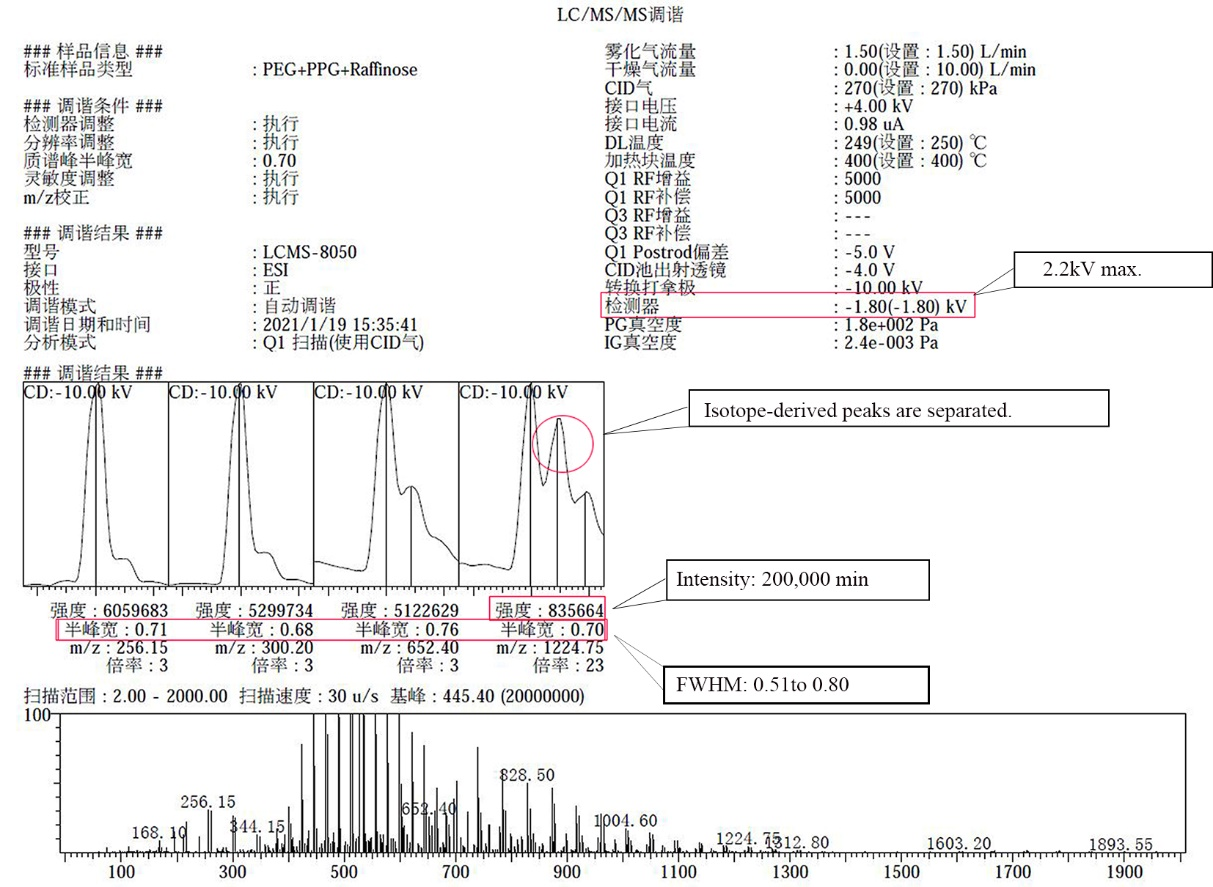 LC/MS/MS调谐
### 样品信息 ###
标准样品类型 : PEG+PPG+Raffinose
### 调谐条件 ###
检测器调整 : 执行
分辨率调整 : 执行
质谱峰半峰宽 : 0.70
灵敏度调整 : 执行
m/z校正 : 执行
### 调谐结果 ###
型号 : LCMS-8050
接口 : ESI
极性 : 正
调谐模式 : 自动调谐
调谐日期和时间 : 2021/1/19 15:35:41
分析模式 : Q1 扫描(使用CID气)
雾化气流量 : 1.50(设置 : 1.50) L/min
干燥气流量 : 0.00(设置 : 10.00) L/min
CID气 : 270(设置 : 270) kPa
接口电压 : +4.00 kV
接口电流 : 0.98 uA
DL温度 : 249(设置 : 250) ℃
加热块温度 : 400(设置 : 400) ℃
Q1 RF增益 : 5000
Q1 RF补偿 : 5000
Q3 RF增益 : ---
Q3 RF补偿 : ---
Q1 Postrod偏差 : -5.0 V
CID池出射透镜 : -4.0 V
转换打拿极 : -10.00 kV
检测器 : -1.80(-1.80) kV
PG真空度 : 1.8e+002 Pa
IG真空度 : 2.4e-003 Pa
2.2kV max.
### 调谐结果 ###
CD:-10.00 kV CD:-10.00 kV CD:-10.00 kV CD:-10.00 kV
Isotope-derived peaks are separated.
强度 : 6059683 强度 : 5299734 强度 : 5122629 强度 : 835664
半峰宽 : 0.71 半峰宽 : 0.68 半峰宽 : 0.76 半峰宽 : 0.70
m/z : 256.15 m/z : 300.20 m/z : 652.40 m/z : 1224.75
倍率 : 3 倍率 : 3 倍率 : 3 倍率 : 23
Intensity: 200,000 min
FWHM: 0.51to 0.80
扫描范围 : 2.00 - 2000.00 扫描速度 : 30 u/s 基峰 : 445.40 (20000000)
100
828.50
256.15
652.40
168.10
344.15
1004.60
1224.75
1312.80
1603.20
1893.55
100 300 500 700 900 1100 1300 1500 1700 1900